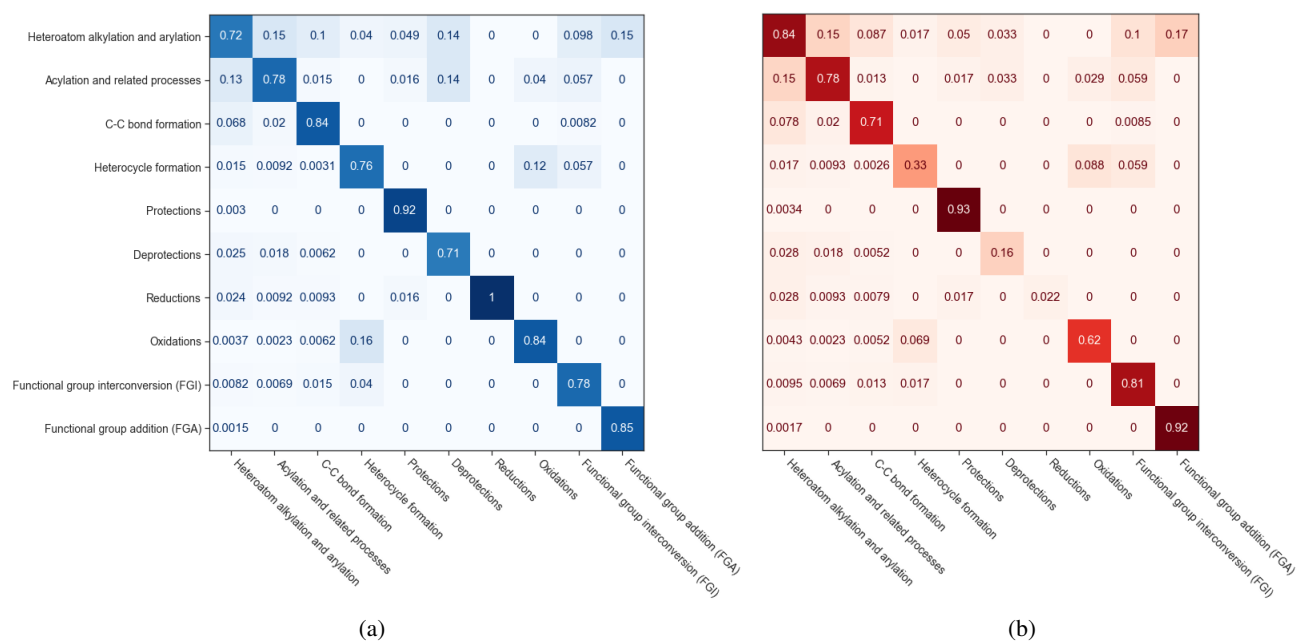 Heteroatom alkylation and arylation 0.72 0.15 0.1 0.04 0.049 0.14 0 0 0.098 0.15
Acylation and related processes 0.13 0.78 0.015 0 0.016 0.14 0 0.04 0.057 0
C-C bond formation 0.068 0.02 0.84 0 0 0 0 0 0.0082 0
Heterocycle formation 0.015 0.0092 0.0031 0.76 0 0 0 0.12 0.057 0
Protections 0.003 0 0 0 0.92 0 0 0 0 0
Deprotections 0.025 0.018 0.0062 0 0 0.71 0 0 0 0
Reductions 0.024 0.0092 0.0093 0 0.016 0 1 0 0 0
Oxidations 0.0037 0.0023 0.0062 0.16 0 0 0 0.84 0 0
Functional group interconversion (FGI) 0.0082 0.0069 0.015 0.04 0 0 0 0 0.78 0
Functional group addition (FGA) 0.0015 0 0 0 0 0 0 0 0 0.85
Heteroatom alkylation and arylation
Acylation and related processes
C-C bond formation
Heterocycle formation
Protections
Deprotections
Reductions
Oxidations
Functional group interconversion (FGI)
Functional group addition (FGA)
(a)
0.84 0.15 0.087 0.017 0.05 0.033 0 0 0.1 0.17
0.15 0.78 0.013 0 0.017 0.033 0 0.029 0.059 0
0.078 0.02 0.71 0 0 0 0 0 0.0085 0
0.017 0.0093 0.0026 0.33 0 0 0 0.088 0.059 0
0.0034 0 0 0 0.93 0 0 0 0 0
0.028 0.018 0.0052 0 0 0.16 0 0 0 0
0.028 0.0093 0.0079 0 0.017 0 0.022 0 0 0
0.0043 0.0023 0.0052 0.069 0 0 0 0.62 0 0
0.0095 0.0069 0.013 0.017 0 0 0 0 0.81 0
0.0017 0 0 0 0 0 0 0 0 0.92
Heteroatom alkylation and arylation
Acylation and related processes
C-C bond formation
Heterocycle formation
Protections
Deprotections
Reductions
Oxidations
Functional group interconversion (FGI)
Functional group addition (FGA)
(b)